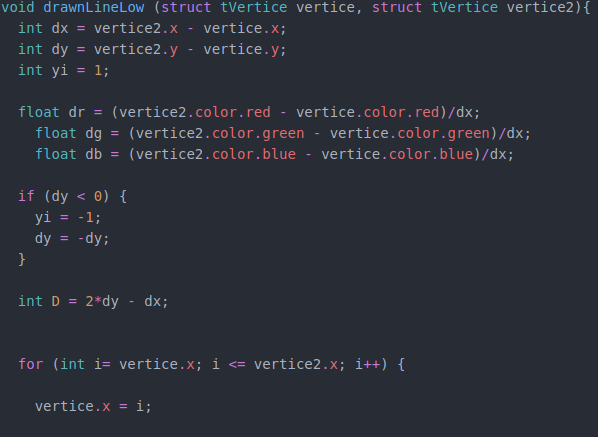 void drawnLineLow (struct tVertice vertice, struct tVertice vertice2){
  int dx = vertice2.x - vertice.x;
  int dy = vertice2.y - vertice.y;
  int yi = 1;
  float dr = (vertice2.color.red - vertice.color.red)/dx;
    float dg = (vertice2.color.green - vertice.color.green)/dx;
    float db = (vertice2.color.blue - vertice.color.blue)/dx;
  if (dy < 0) {
    yi = -1;
    dy = -dy;
  }
  int D = 2*dy - dx;
  for (int i= vertice.x; i <= vertice2.x; i++) {
    vertice.x = i;